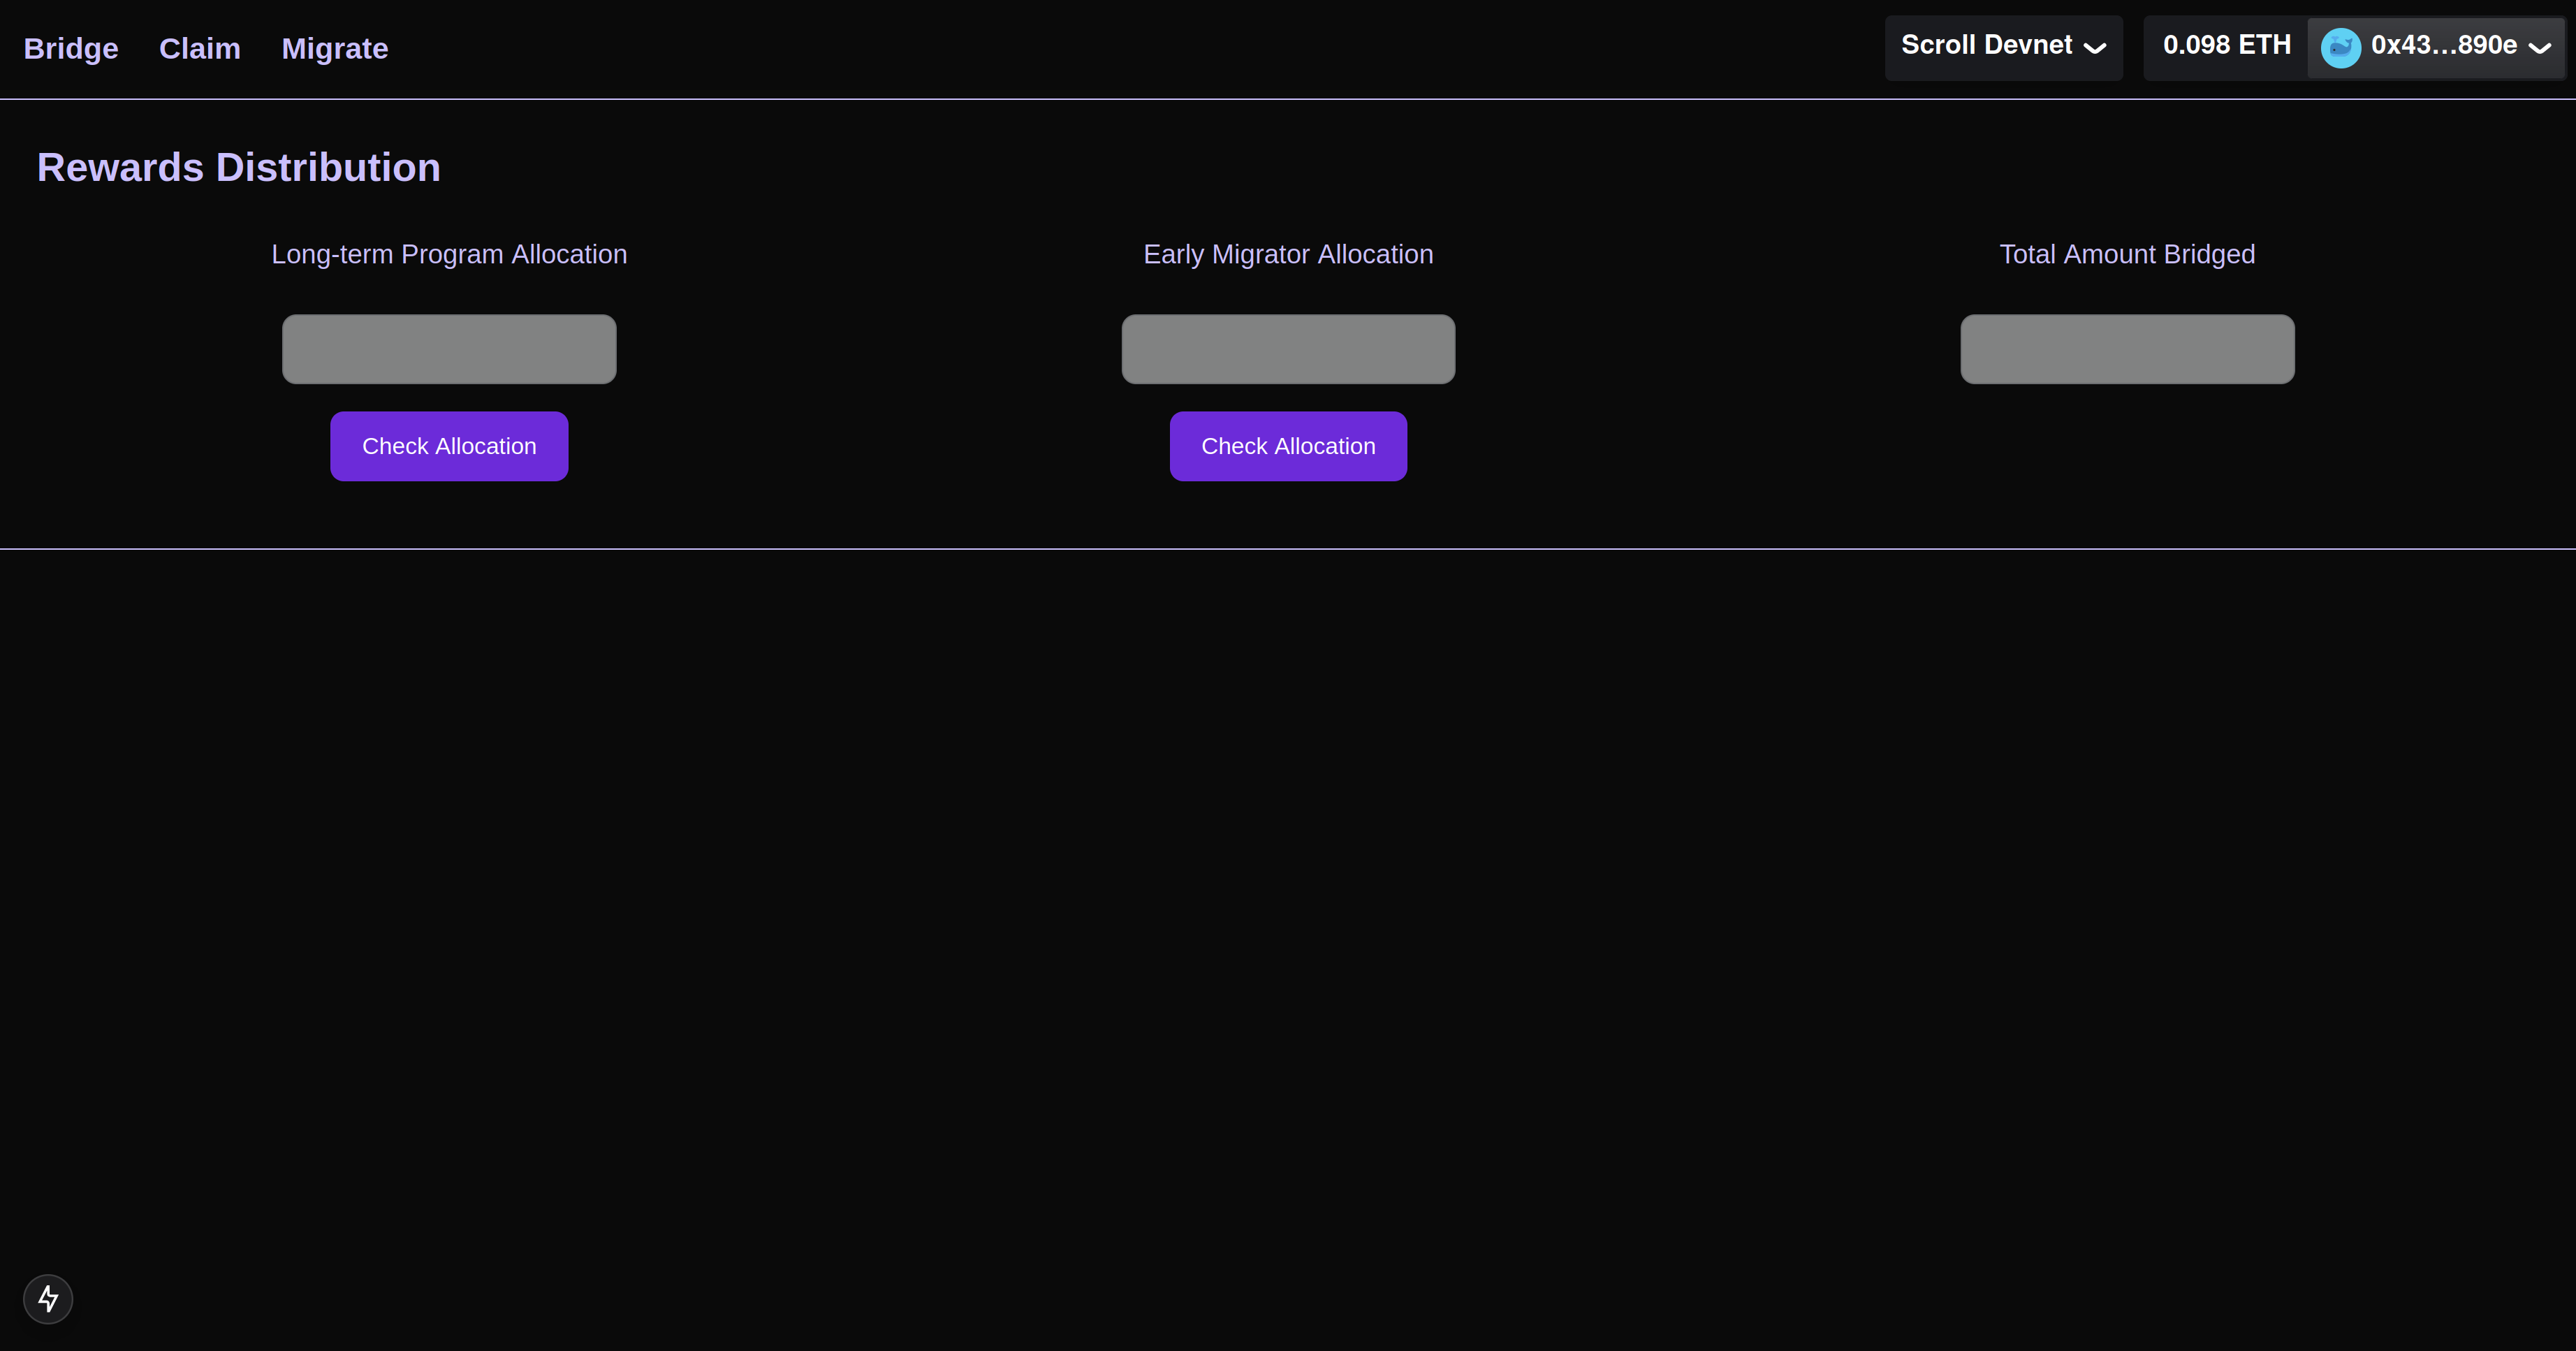 Bridge Claim Migrate Scroll Devnet 0.098 ETH 0x43...890e
Rewards Distribution
Long-term Program Allocation Early Migrator Allocation Total Amount Bridged
Check Allocation Check Allocation